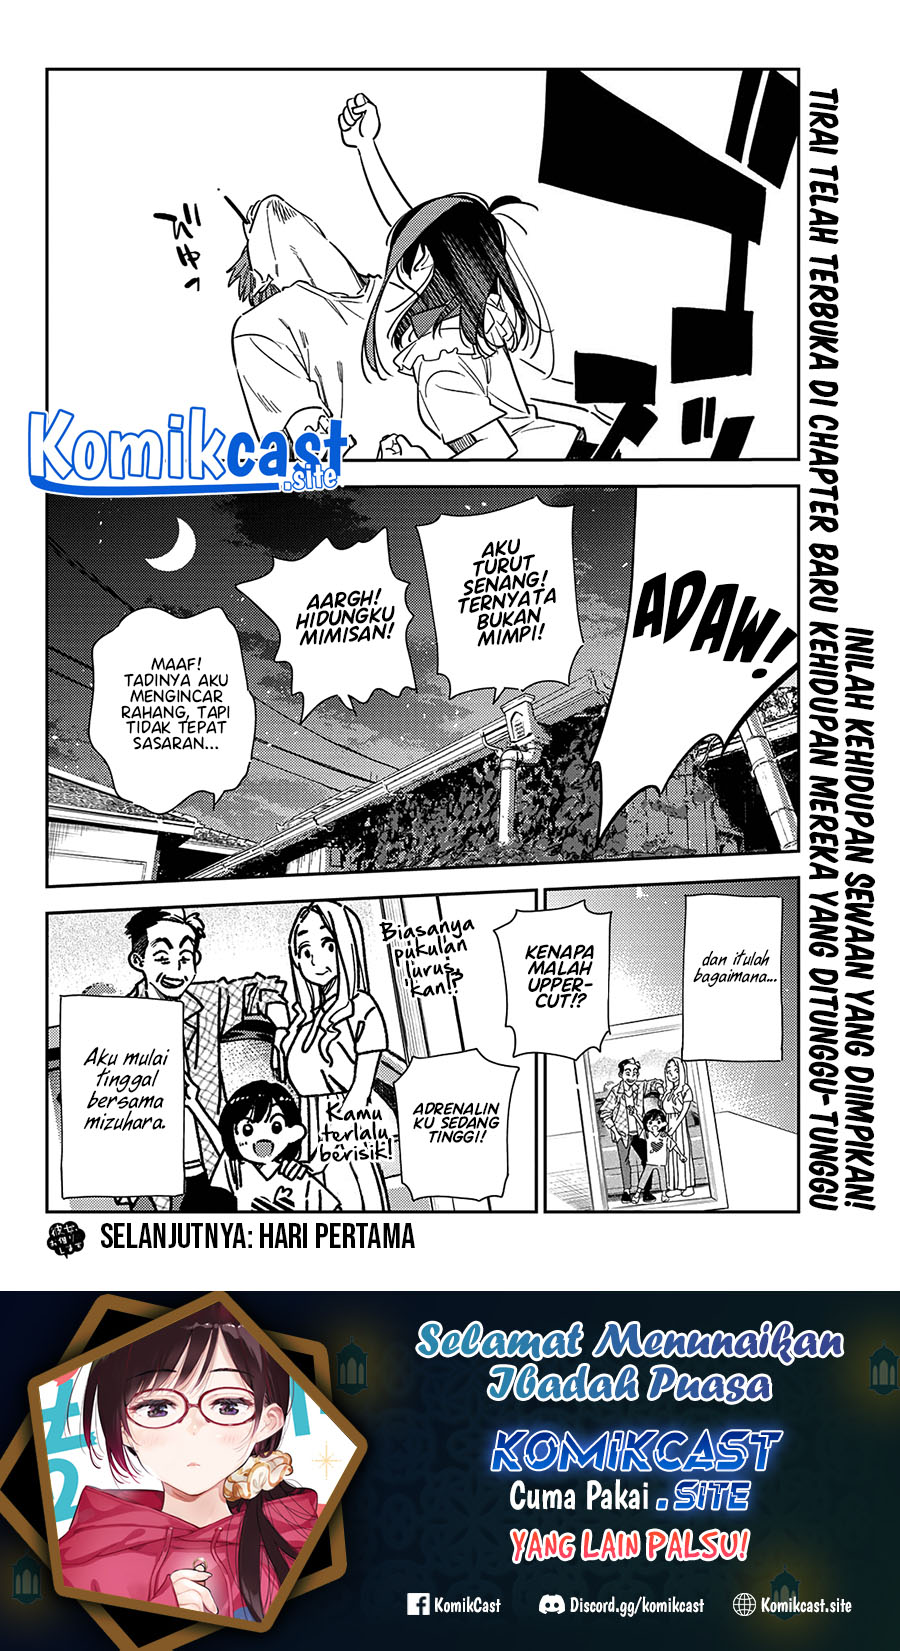 TIRAI TELAH TERBUKA DI CHAPTER BARU KEHIDUPAN MEREKA YANG DITUNGGU-TUNGGU
INILAH KEHIDUPAN SEWAAN YANG DIIMPIKAN!
Komikcast
.site
ADAW!
AKU
TURUT
SENANG!
TERNYATA
BUKAN
MIMPI!
AARGH!
HIDUNGKU
MIMISAN!
MAAF!
TADINYA AKU
MENGINCAR
RAHANG, TAPI
TIDAK TEPAT
SASARAN...
dan itulah
bagaimana...
KENAPA
MALAH
UPPER-
CUT!?
Biasanya
pukulan
lurus
kan!?
ADRENALIN
KU SEDANG
TINGGI!
Kamu
terlalu
berisik!
Aku mulai
tinggal
bersama
mizuhara.
SELANJUTNYA: HARI PERTAMA
Selamat Menunaikan
Ibadah Puasa
KOMIKCAST
Cuma Pakai .SITE
YANG LAIN PALSU!
KomikCast
Discord.gg/komikcast
Komikcast.site